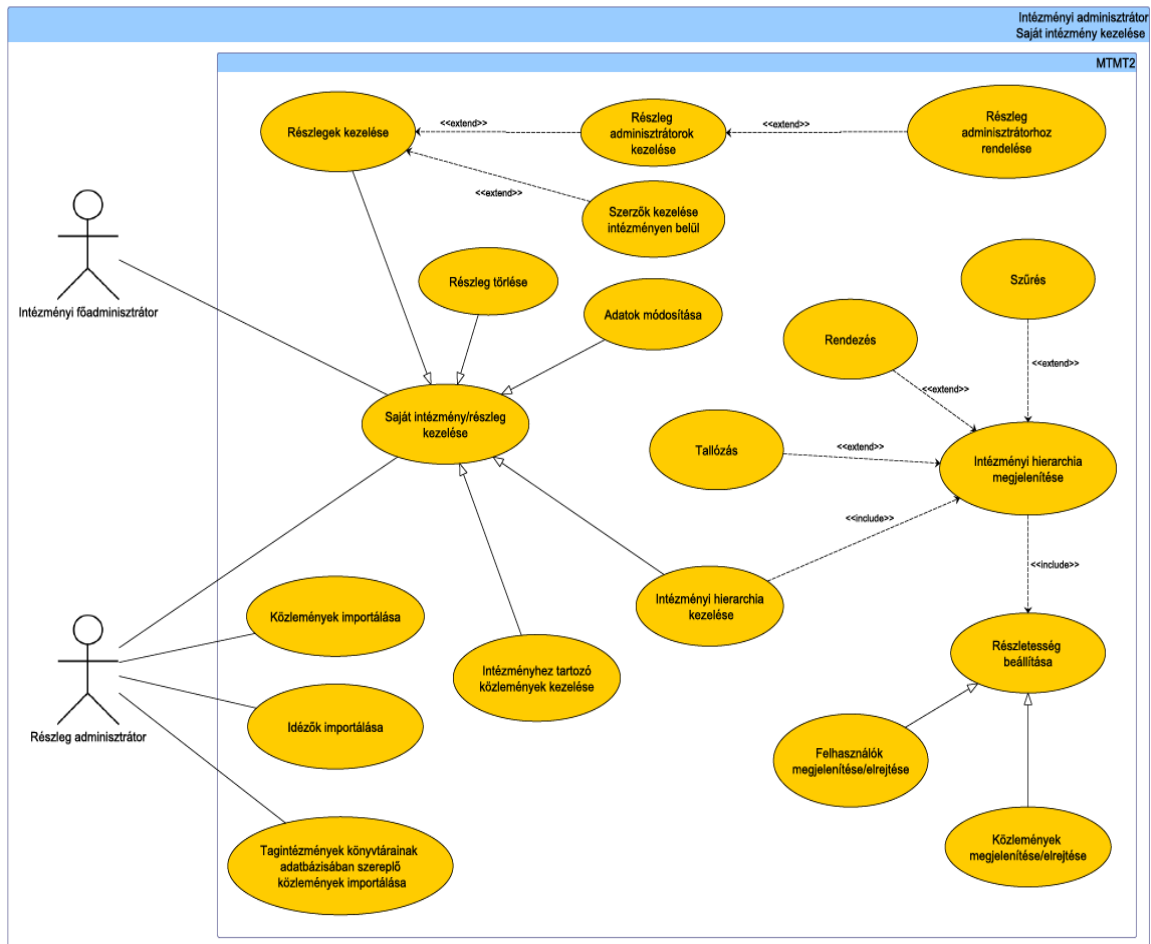 Intézményi adminisztrátor
Saját intézmény kezelése
MTMT2
Részlegek kezelése
<<extend>>
Részleg
adminisztrátorok
kezelése
<<extend>>
Részleg
adminisztrátorhoz
rendelése
<<extend>>
Szerzők kezelése
intézményen belül
Intézményi főadminisztrátor
Részleg törlése
Adatok módosítása
Szűrés
Rendezés
<<extend>>
<<extend>>
Saját intézmény/részleg
kezelése
Tallózás
<<extend>>
Intézményi hierarchia
megjelenítése
<<include>>
<<include>>
Intézményi hierarchia
kezelése
Közlemények importálása
Részletesség
beállítása
Intézményhez tartozó
közlemények kezelése
Részleg adminisztrátor
Idézők importálása
Felhasználók
megjelenítése/elrejtése
Közlemények
megjelenítése/elrejtése
Tagintézmények könyvtárainak
adatbázisában szereplő
közlemények importálása